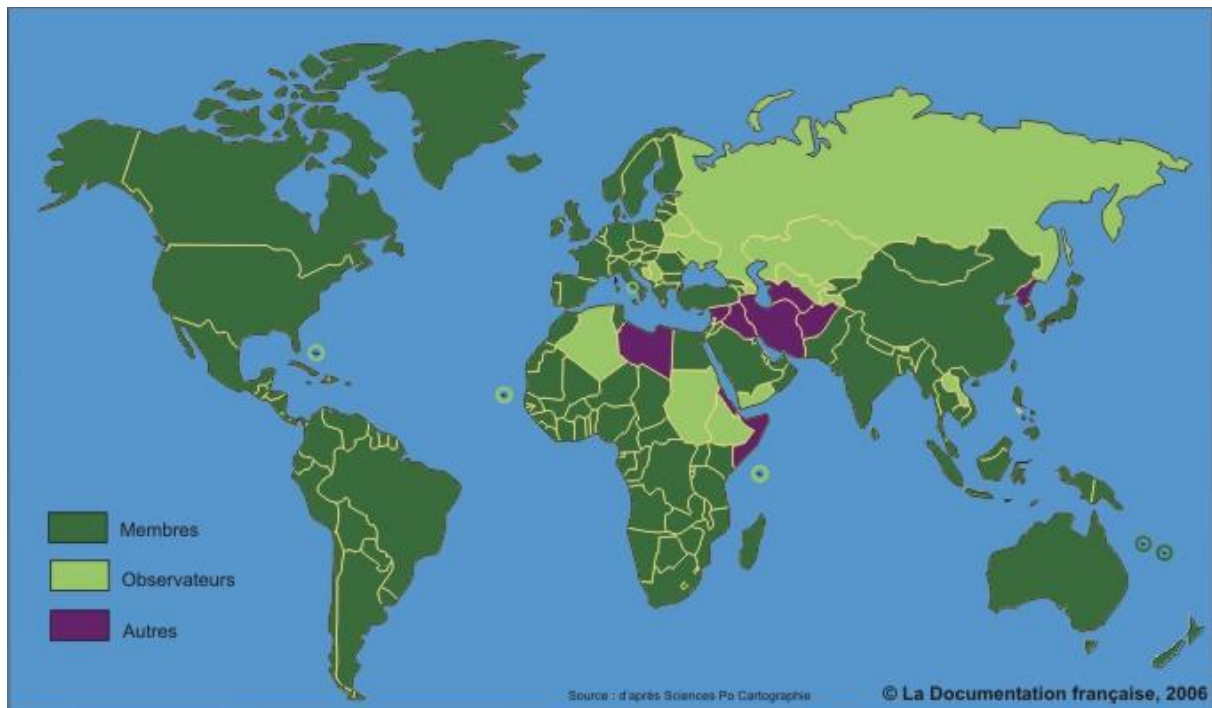 Membres
Observateurs
Autres
Source : d'après Sciences Po Cartographie
© La Documentation française, 2006